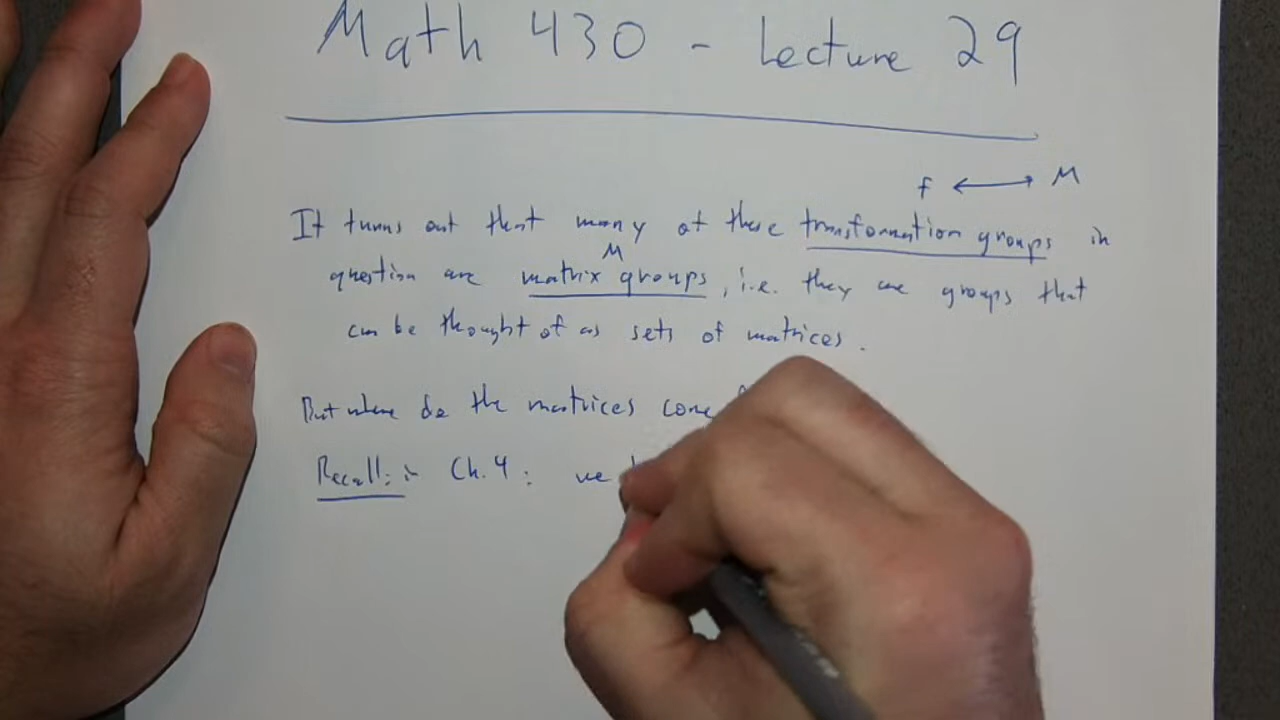 Math 430 - Lecture 29
f ⟷ M
It turns out that many of these transformation groups in
M
question are matrix groups, i.e. they are groups that
can be thought of as sets of matrices.
But where do the matrices come
Recall: in Ch. 4: we